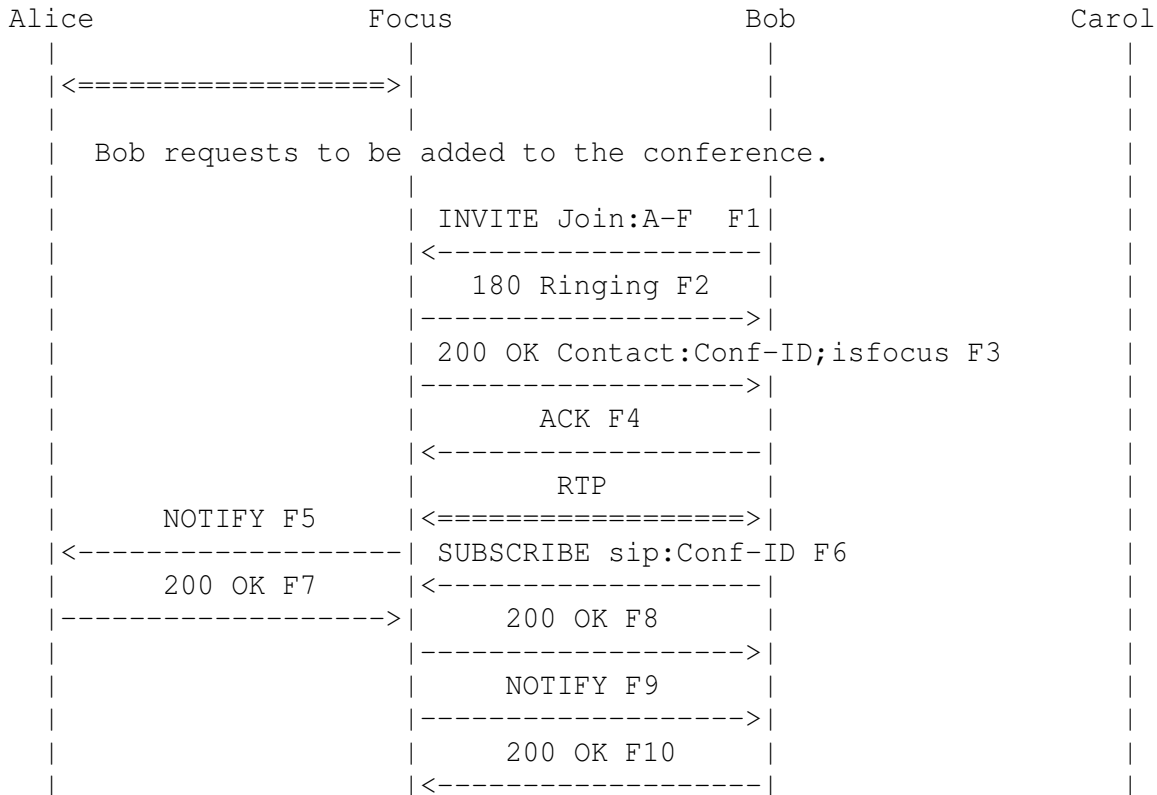 Alice Focus Bob Carol
| | | |
|<==================>| | |
| | | |
| Bob requests to be added to the conference. |
| | | |
| | INVITE Join:A-F F1| |
| |<-------------------| |
| | 180 Ringing F2 | |
| |------------------->| |
| | 200 OK Contact:Conf-ID;isfocus F3 |
| |------------------->| |
| | ACK F4 | |
| |<-------------------| |
| | RTP | |
| NOTIFY F5 |<==================>| |
|<-------------------| SUBSCRIBE sip:Conf-ID F6 |
| 200 OK F7 |<-------------------| |
|------------------->| 200 OK F8 | |
| |------------------->| |
| | NOTIFY F9 | |
| |------------------->| |
| | 200 OK F10 | |
| |<-------------------| |